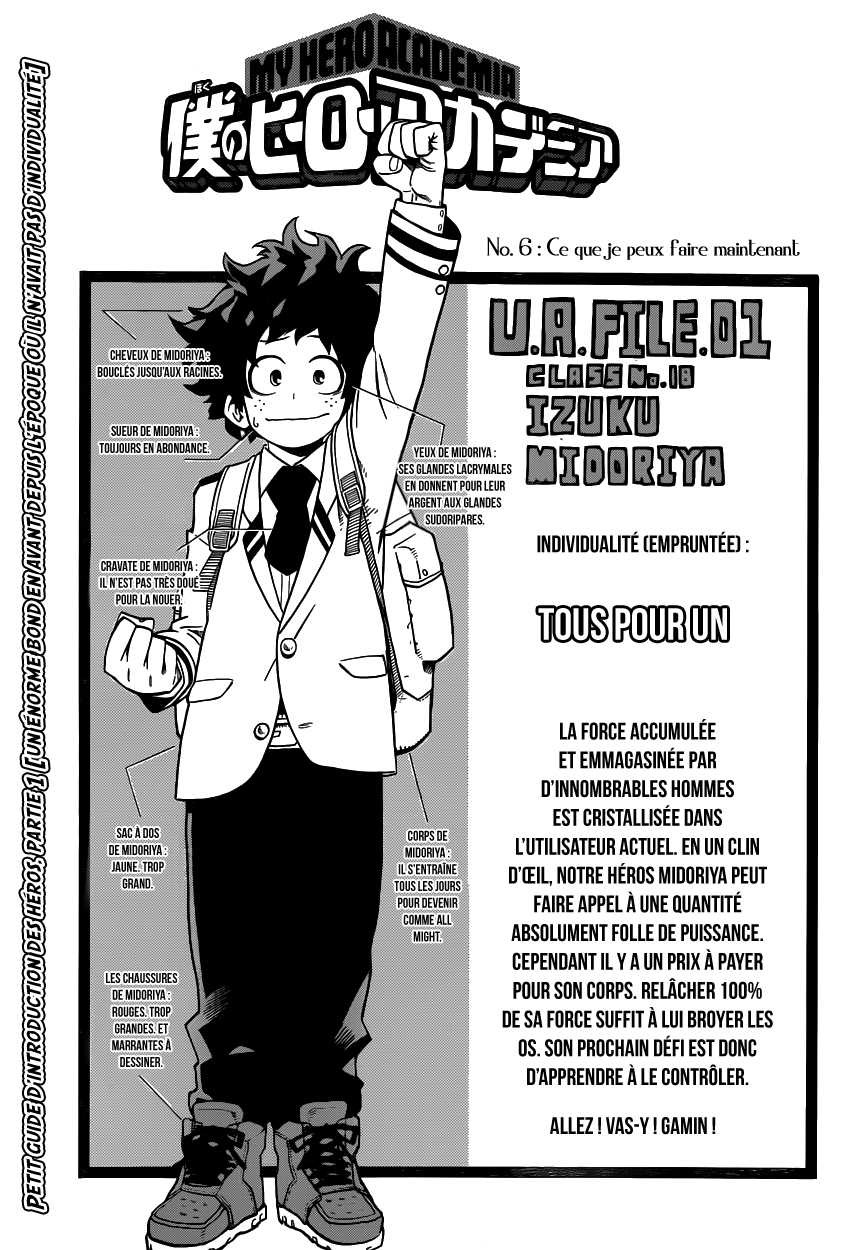 MY HERO ACADEMIA
ぼく
僕のヒーローアカデミア
No. 6 : Ce que je peux faire maintenant
PETIT GUIDE D'INTRODUCTION DES HÉROS, PARTIE 1 [UN ÉNORME BOND EN AVANT DEPUIS L'ÉPOQUE OÙ IL N'AVAIT PAS D'INDIVIDUALITÉ]
U.A.FILE.01
CLASS No.18
IZUKU
MIDORIYA
CHEVEUX DE MIDORIYA :
BOUCLÉS JUSQU'AUX RACINES.
SUEUR DE MIDORIYA :
TOUJOURS EN ABONDANCE.
YEUX DE MIDORIYA :
SES GLANDES LACRYMALES
EN DONNENT POUR LEUR
ARGENT AUX GLANDES
SUDORIPARES.
CRAVATE DE MIDORIYA :
IL N'EST PAS TRÈS DOUÉ
POUR LA NOUER.
SAC À DOS
DE MIDORIYA :
JAUNE. TROP
GRAND.
CORPS DE
MIDORIYA :
IL S'ENTRAÎNE
TOUS LES JOURS
POUR DEVENIR
COMME ALL
MIGHT.
LES CHAUSSURES
DE MIDORIYA :
ROUGES. TROP
GRANDES. ET
MARRANTES À
DESSINER.
INDIVIDUALITÉ (EMPRUNTÉE) :
TOUS POUR UN
LA FORCE ACCUMULÉE
ET EMMAGASINÉE PAR
D'INNOMBRABLES HOMMES
EST CRISTALLISÉE DANS
L'UTILISATEUR ACTUEL. EN UN CLIN
D'ŒIL, NOTRE HÉROS MIDORIYA PEUT
FAIRE APPEL À UNE QUANTITÉ
ABSOLUMENT FOLLE DE PUISSANCE.
CEPENDANT IL Y A UN PRIX À PAYER
POUR SON CORPS. RELÂCHER 100%
DE SA FORCE SUFFIT À LUI BROYER LES
OS. SON PROCHAIN DÉFI EST DONC
D'APPRENDRE À LE CONTRÔLER.
ALLEZ ! VAS-Y ! GAMIN !